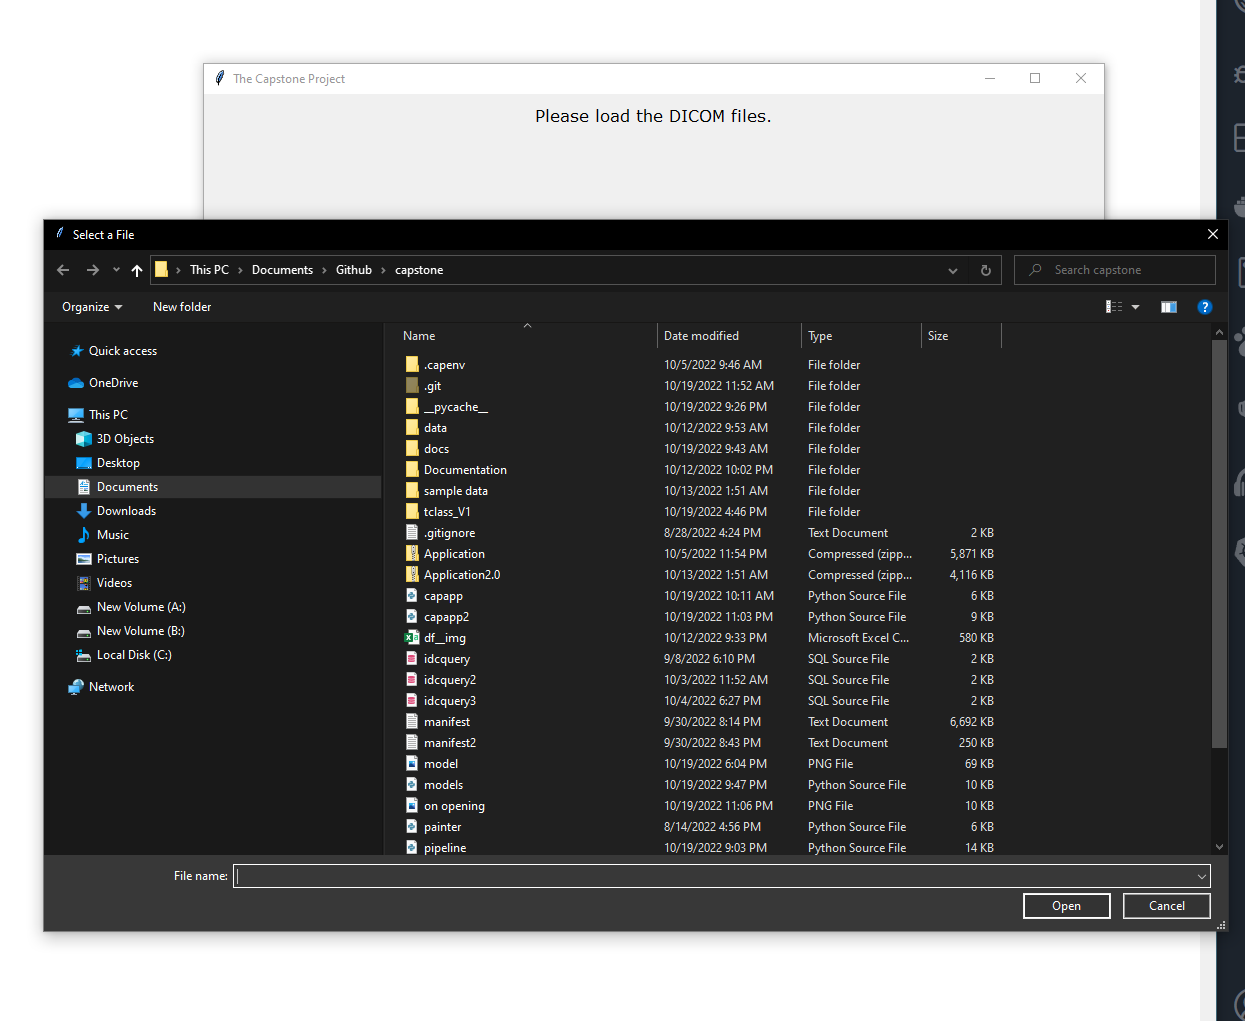 The Capstone Project
Please load the DICOM files.
Select a File
This PC > Documents > Github > capstone
Search capstone
Organize
New folder
Name Date modified Type Size
Quick access
OneDrive
This PC
3D Objects
Desktop
Documents
Downloads
Music
Pictures
Videos
New Volume (A:)
New Volume (B:)
Local Disk (C:)
Network
.capenv 10/5/2022 9:46 AM File folder
.git 10/19/2022 11:52 AM File folder
__pycache__ 10/19/2022 9:26 PM File folder
data 10/12/2022 9:53 AM File folder
docs 10/19/2022 9:43 AM File folder
Documentation 10/12/2022 10:02 PM File folder
sample data 10/13/2022 1:51 AM File folder
tclass_V1 10/19/2022 4:46 PM File folder
.gitignore 8/28/2022 4:24 PM Text Document 2 KB
Application 10/5/2022 11:54 PM Compressed (zipp... 5,871 KB
Application2.0 10/13/2022 1:51 AM Compressed (zipp... 4,116 KB
capapp 10/19/2022 10:11 AM Python Source File 6 KB
capapp2 10/19/2022 11:03 PM Python Source File 9 KB
df__img 10/12/2022 9:33 PM Microsoft Excel C... 580 KB
idcquery 9/8/2022 6:10 PM SQL Source File 2 KB
idcquery2 10/3/2022 11:52 AM SQL Source File 2 KB
idcquery3 10/4/2022 6:27 PM SQL Source File 2 KB
manifest 9/30/2022 8:14 PM Text Document 6,692 KB
manifest2 9/30/2022 8:43 PM Text Document 250 KB
model 10/19/2022 6:04 PM PNG File 69 KB
models 10/19/2022 9:47 PM Python Source File 10 KB
on opening 10/19/2022 11:06 PM PNG File 10 KB
painter 8/14/2022 4:56 PM Python Source File 6 KB
pipeline 10/19/2022 9:03 PM Python Source File 14 KB
File name:
Open
Cancel